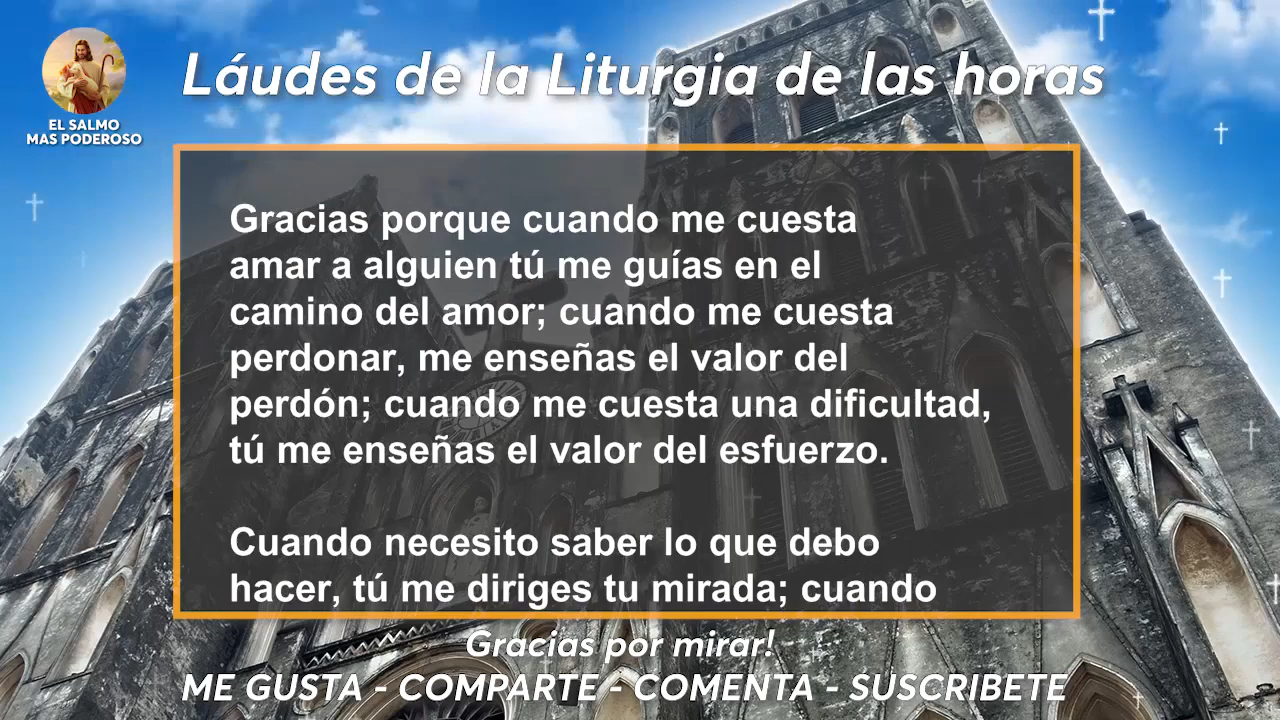 Láudes de la Liturgia de las horas
EL SALMO
MAS PODEROSO
Gracias porque cuando me cuesta
amar a alguien tú me guías en el
camino del amor; cuando me cuesta
perdonar, me enseñas el valor del
perdón; cuando me cuesta una dificultad,
tú me enseñas el valor del esfuerzo.
Cuando necesito saber lo que debo
hacer, tú me diriges tu mirada; cuando
Gracias por mirar!
ME GUSTA - COMPARTE - COMENTA - SUSCRIBETE